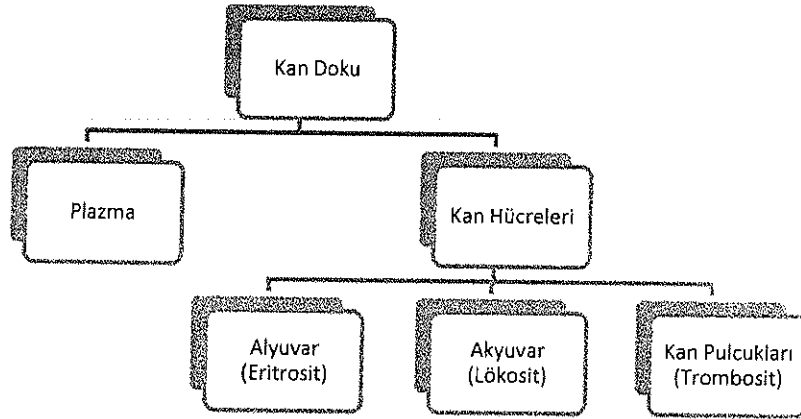 Kan Doku
Plazma
Kan Hücreleri
Alyuvar
(Eritrosit)
Akyuvar
(Lökosit)
Kan Pulcukları
(Trombosit)